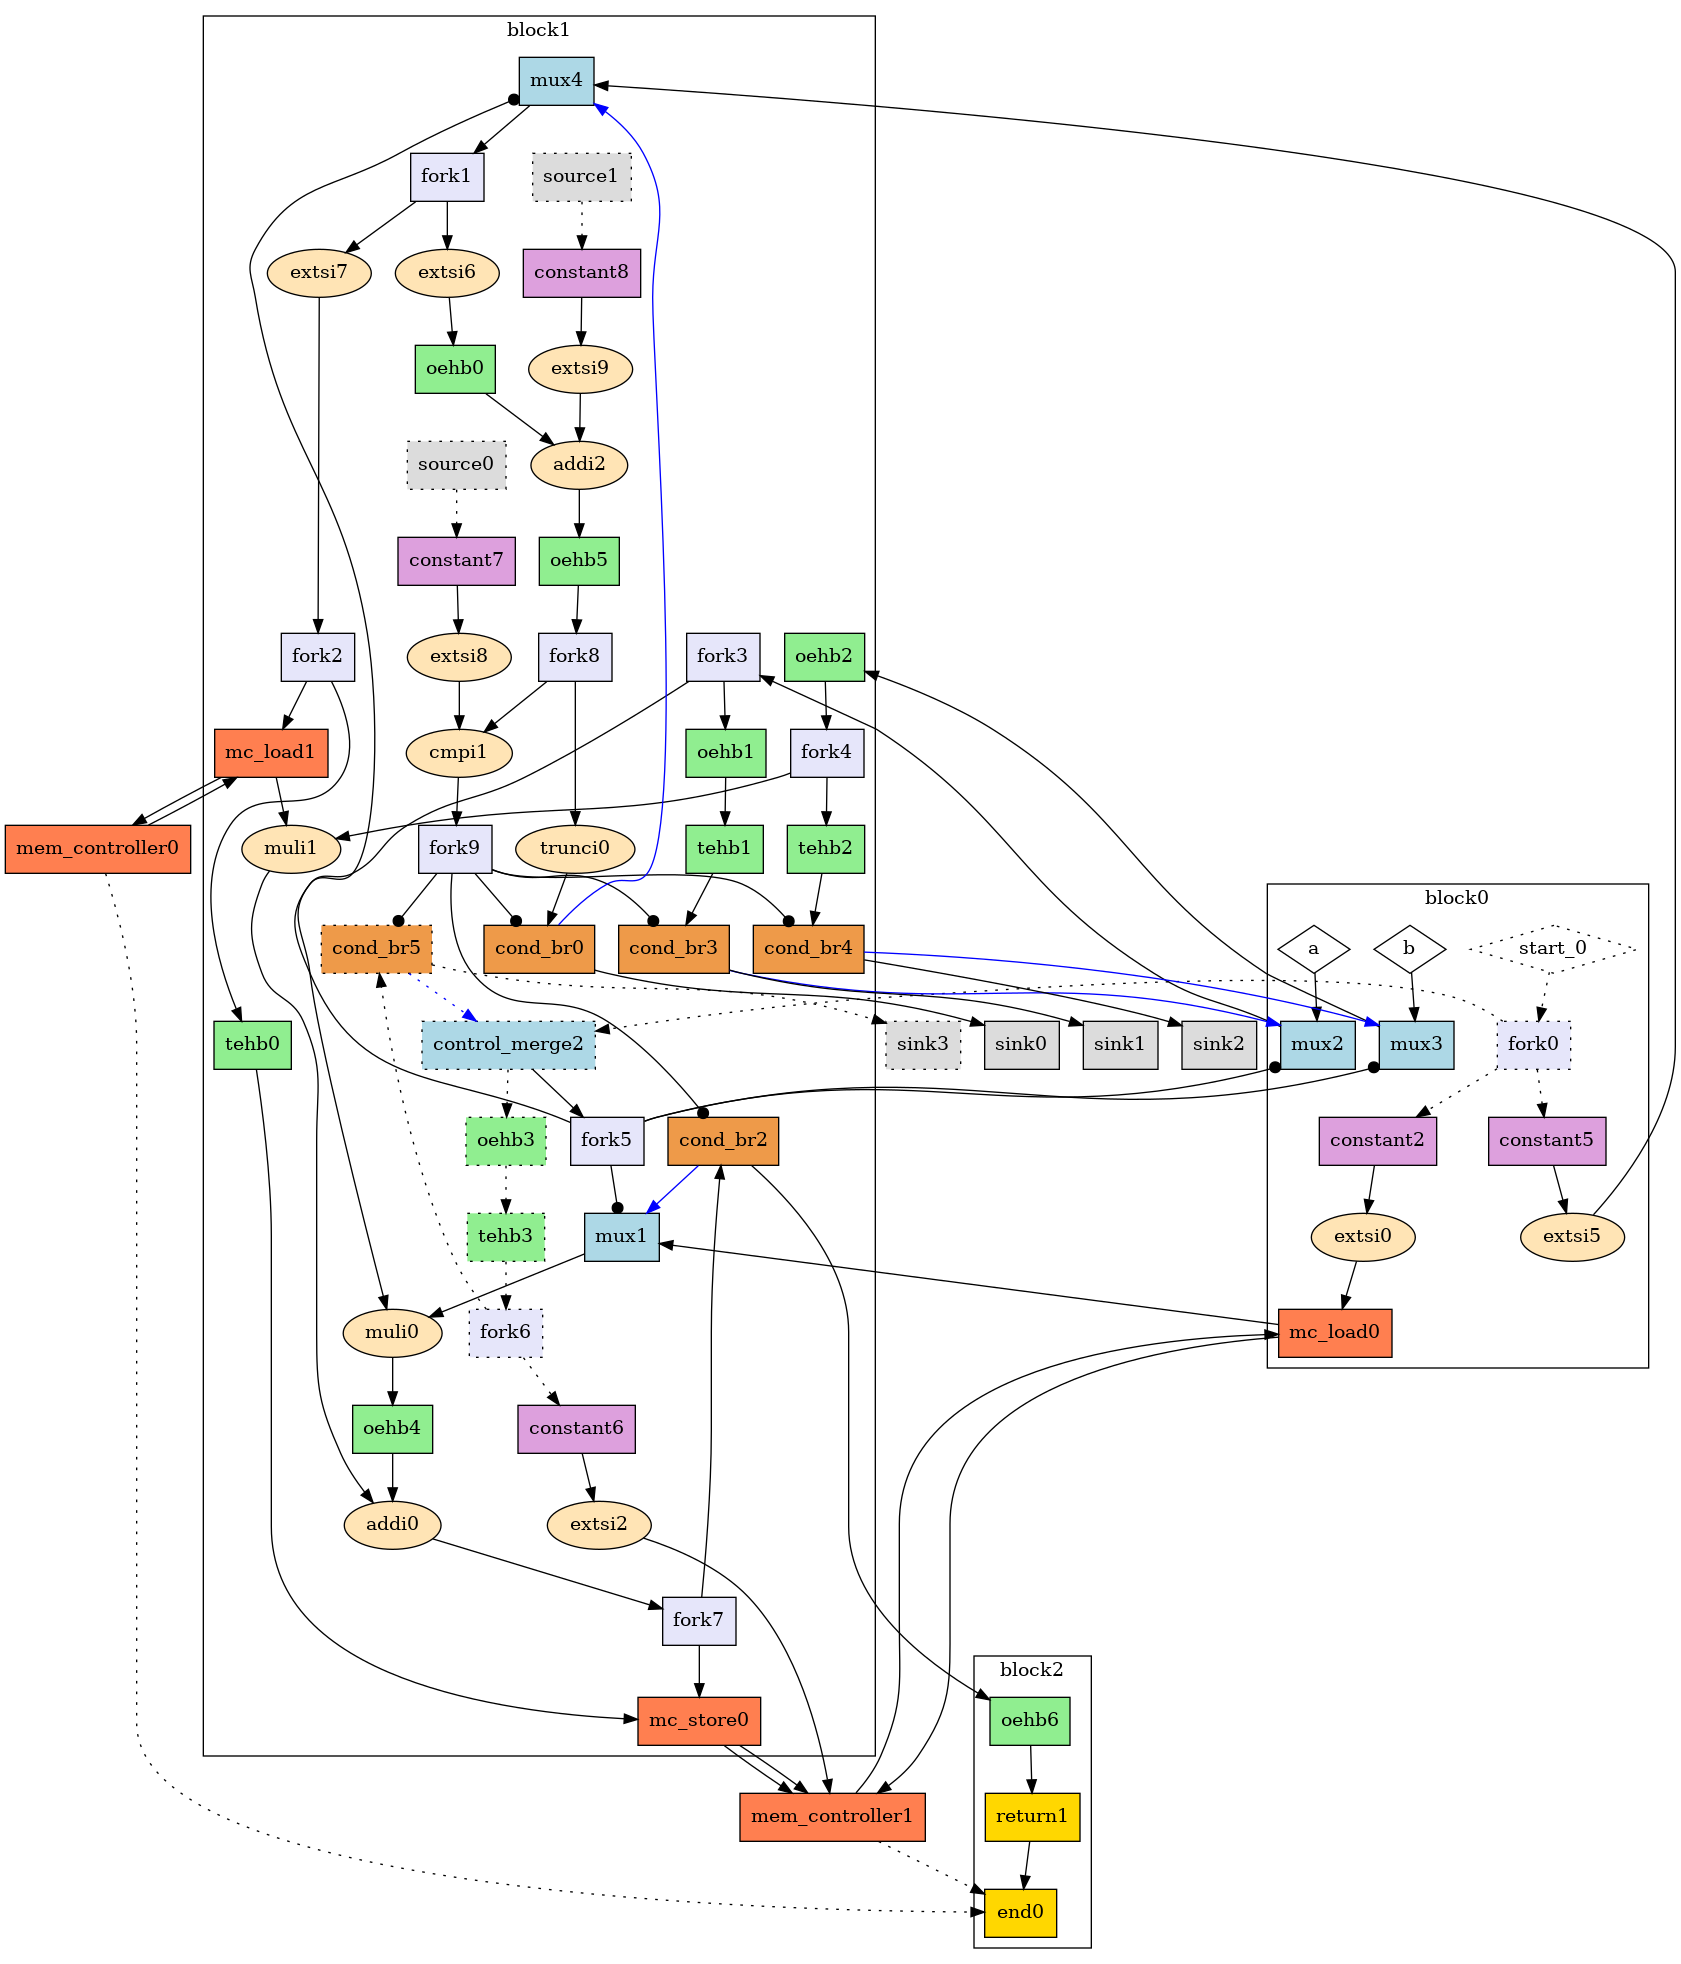 block1
mux4
fork1
source1
extsi7
extsi6
constant8
oehb0
extsi9
source0
addi2
constant7
oehb5
fork2
extsi8
fork8
fork3
oehb2
mc_load1
cmpi1
oehb1
fork4
mem_controller0
muli1
fork9
trunci0
tehb1
tehb2
block0
cond_br5
cond_br0
cond_br3
cond_br4
a
b
start_0
tehb0
control_merge2
sink3
sink0
sink1
sink2
mux2
mux3
fork0
oehb3
fork5
cond_br2
constant2
constant5
tehb3
mux1
extsi0
extsi5
muli0
fork6
mc_load0
oehb4
constant6
addi0
extsi2
fork7
block2
mc_store0
oehb6
mem_controller1
return1
end0